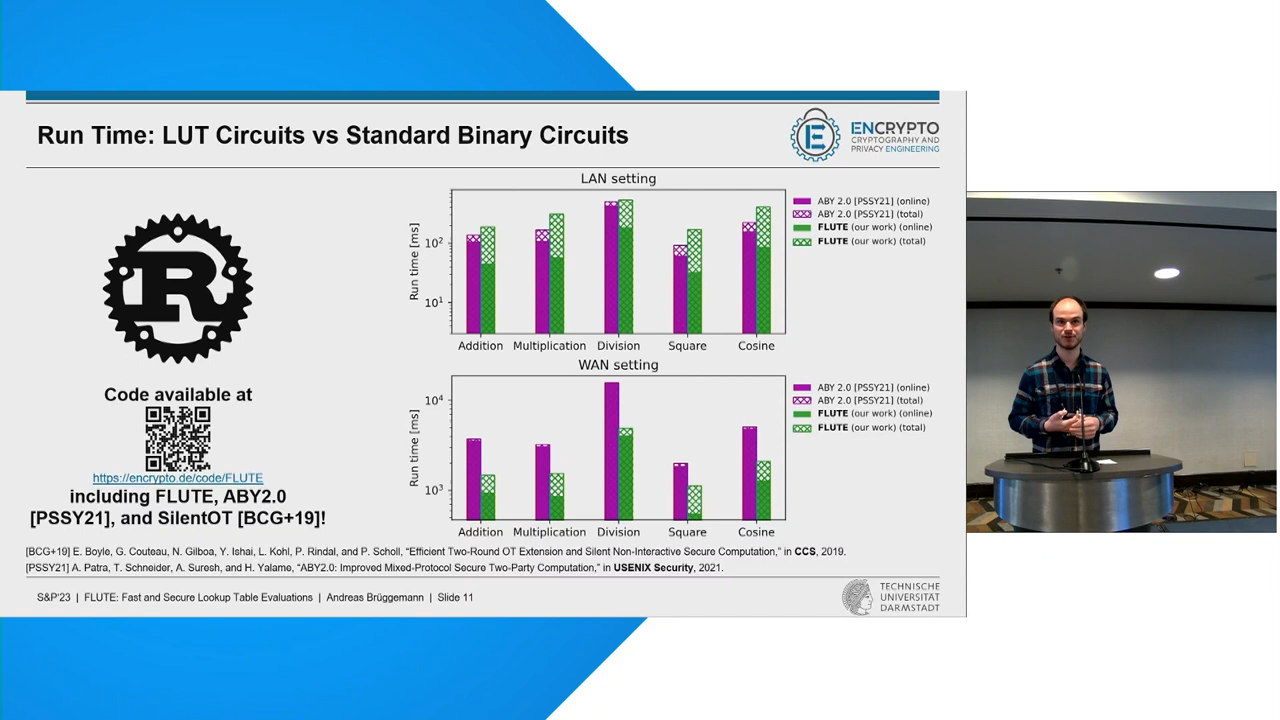 Run Time: LUT Circuits vs Standard Binary Circuits
ENCRYPTO
CRYPTOGRAPHY AND
PRIVACY ENGINEERING
Code available at
https://encrypto.de/code/FLUTE
including FLUTE, ABY2.0
[PSSY21], and SilentOT [BCG+19]!
LAN setting
Run time [ms]
10²
10¹
Addition Multiplication Division Square Cosine
ABY 2.0 [PSSY21] (online)
ABY 2.0 [PSSY21] (total)
FLUTE (our work) (online)
FLUTE (our work) (total)
WAN setting
Run time [ms]
10⁴
10³
Addition Multiplication Division Square Cosine
ABY 2.0 [PSSY21] (online)
ABY 2.0 [PSSY21] (total)
FLUTE (our work) (online)
FLUTE (our work) (total)
[BCG+19] E. Boyle, G. Couteau, N. Gilboa, Y. Ishai, L. Kohl, P. Rindal, and P. Scholl, “Efficient Two-Round OT Extension and Silent Non-Interactive Secure Computation,” in CCS, 2019.
[PSSY21] A. Patra, T. Schneider, A. Suresh, and H. Yalame, “ABY2.0: Improved Mixed-Protocol Secure Two-Party Computation,” in USENIX Security, 2021.
S&P'23 | FLUTE: Fast and Secure Lookup Table Evaluations | Andreas Brüggemann | Slide 11
TECHNISCHE
UNIVERSITÄT
DARMSTADT